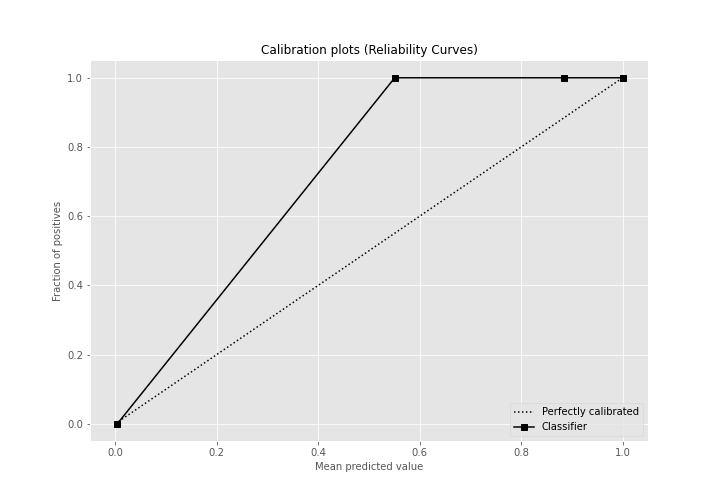 Calibration plots (Reliability Curves)
1.0
0.8
0.6
0.4
0.2
0.0
Fraction of positives
0.0 0.2 0.4 0.6 0.8 1.0
Mean predicted value
Perfectly calibrated
Classifier